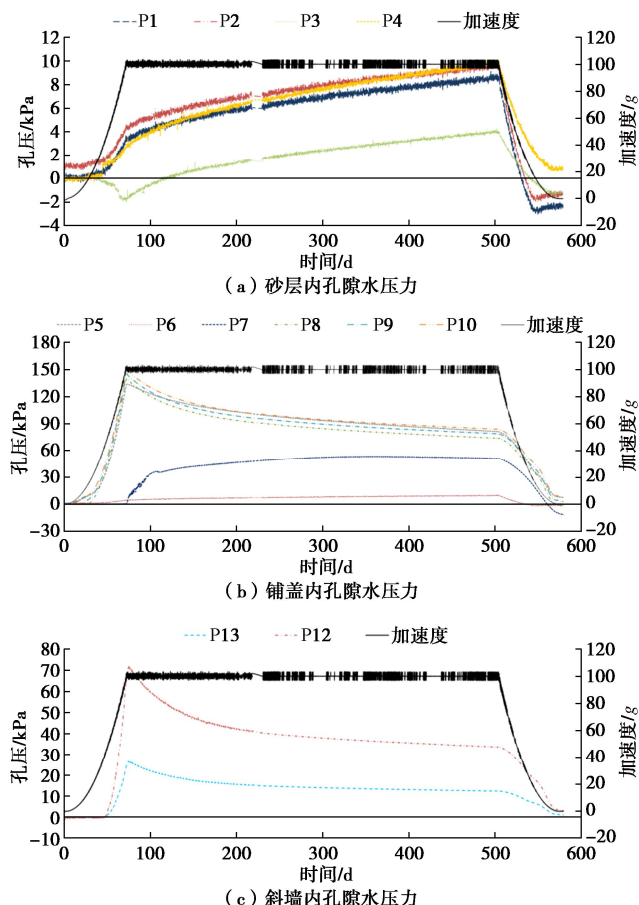 P1 P2 P3 P4 加速度
12 10 8 6 4 2 0 −2 −4
孔压/kPa
120 100 80 60 40 20 0 −20
加速度/g
0 100 200 300 400 500 600
时间/d
（a）砂层内孔隙水压力
P5 P6 P7 P8 P9 P10 加速度
180 150 120 90 60 30 0 −30
孔压/kPa
120 100 80 60 40 20 0 −20
加速度/g
0 100 200 300 400 500 600
时间/d
（b）铺盖内孔隙水压力
P13 P12 加速度
80 70 60 50 40 30 20 10 0 −10
孔压/kPa
120 100 80 60 40 20 0 −20
加速度/g
0 100 200 300 400 500 600
时间/d
（c）斜墙内孔隙水压力